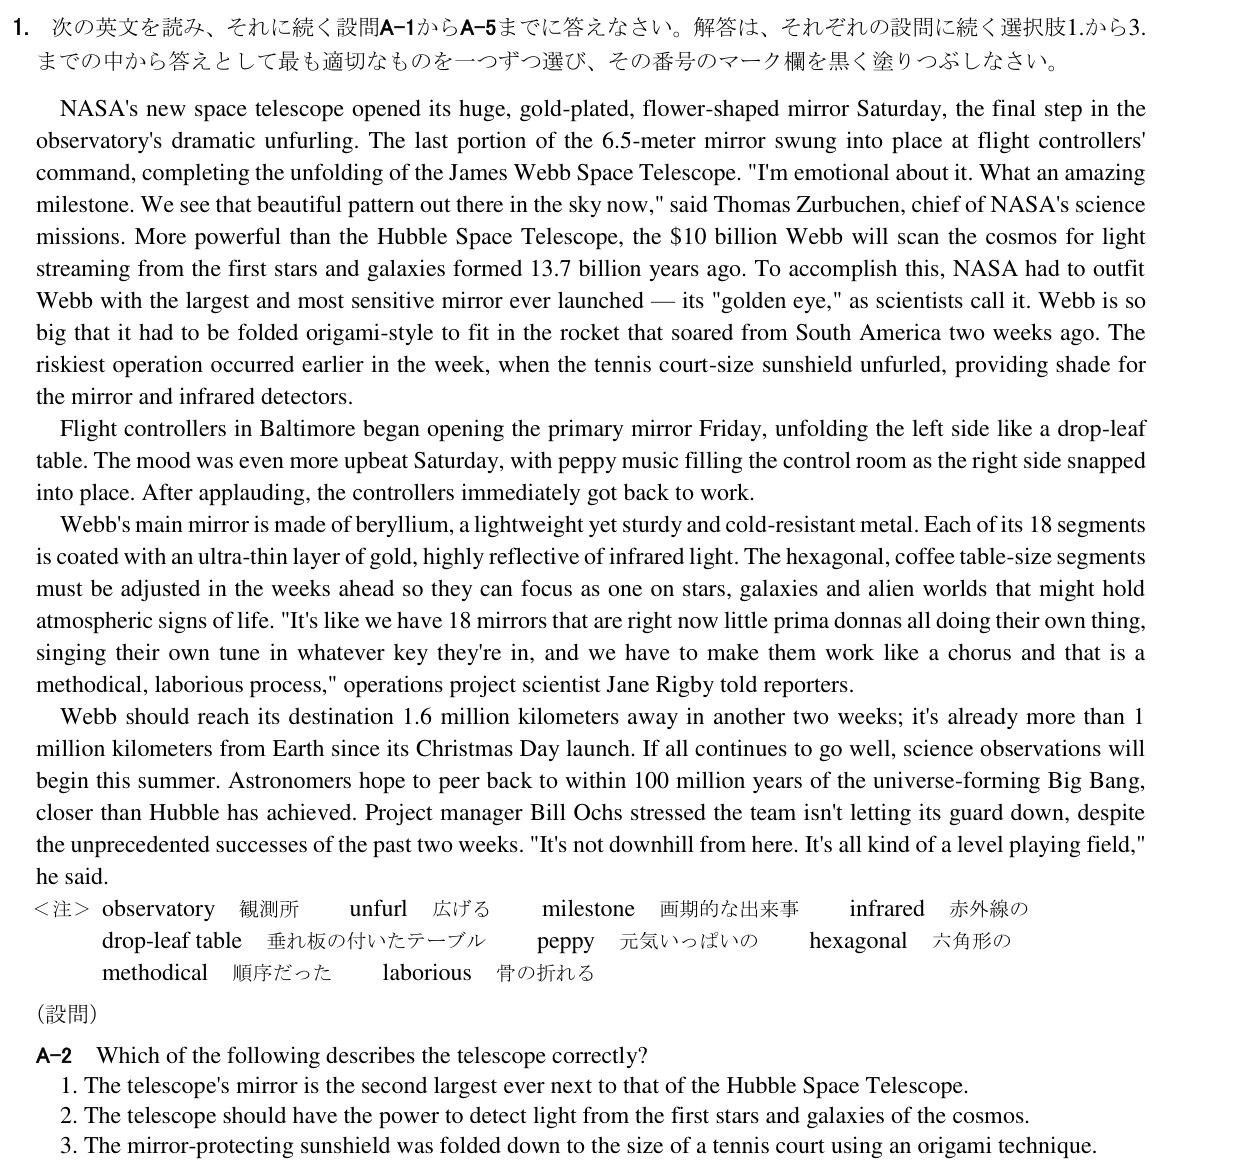 1. 次の英文を読み、それに続く設問A−1からA−5までに答えなさい。解答は、それぞれの設問に続く選択肢1.から3.
までの中から答えとして最も適切なものを一つずつ選び、その番号のマーク欄を黒く塗りつぶしなさい。
NASA's new space telescope opened its huge, gold-plated, flower-shaped mirror Saturday, the final step in the
observatory's dramatic unfurling. The last portion of the 6.5-meter mirror swung into place at flight controllers'
command, completing the unfolding of the James Webb Space Telescope. "I'm emotional about it. What an amazing
milestone. We see that beautiful pattern out there in the sky now," said Thomas Zurbuchen, chief of NASA's science
missions. More powerful than the Hubble Space Telescope, the $10 billion Webb will scan the cosmos for light
streaming from the first stars and galaxies formed 13.7 billion years ago. To accomplish this, NASA had to outfit
Webb with the largest and most sensitive mirror ever launched — its "golden eye," as scientists call it. Webb is so
big that it had to be folded origami-style to fit in the rocket that soared from South America two weeks ago. The
riskiest operation occurred earlier in the week, when the tennis court-size sunshield unfurled, providing shade for
the mirror and infrared detectors.
Flight controllers in Baltimore began opening the primary mirror Friday, unfolding the left side like a drop-leaf
table. The mood was even more upbeat Saturday, with peppy music filling the control room as the right side snapped
into place. After applauding, the controllers immediately got back to work.
Webb's main mirror is made of beryllium, a lightweight yet sturdy and cold-resistant metal. Each of its 18 segments
is coated with an ultra-thin layer of gold, highly reflective of infrared light. The hexagonal, coffee table-size segments
must be adjusted in the weeks ahead so they can focus as one on stars, galaxies and alien worlds that might hold
atmospheric signs of life. "It's like we have 18 mirrors that are right now little prima donnas all doing their own thing,
singing their own tune in whatever key they're in, and we have to make them work like a chorus and that is a
methodical, laborious process," operations project scientist Jane Rigby told reporters.
Webb should reach its destination 1.6 million kilometers away in another two weeks; it's already more than 1
million kilometers from Earth since its Christmas Day launch. If all continues to go well, science observations will
begin this summer. Astronomers hope to peer back to within 100 million years of the universe-forming Big Bang,
closer than Hubble has achieved. Project manager Bill Ochs stressed the team isn't letting its guard down, despite
the unprecedented successes of the past two weeks. "It's not downhill from here. It's all kind of a level playing field,"
he said.
＜注＞ observatory 観測所 unfurl 広げる milestone 画期的な出来事 infrared 赤外線の
drop-leaf table 垂れ板の付いたテーブル peppy 元気いっぱいの hexagonal 六角形の
methodical 順序だった laborious 骨の折れる
（設問）
A−2 Which of the following describes the telescope correctly?
1. The telescope's mirror is the second largest ever next to that of the Hubble Space Telescope.
2. The telescope should have the power to detect light from the first stars and galaxies of the cosmos.
3. The mirror-protecting sunshield was folded down to the size of a tennis court using an origami technique.